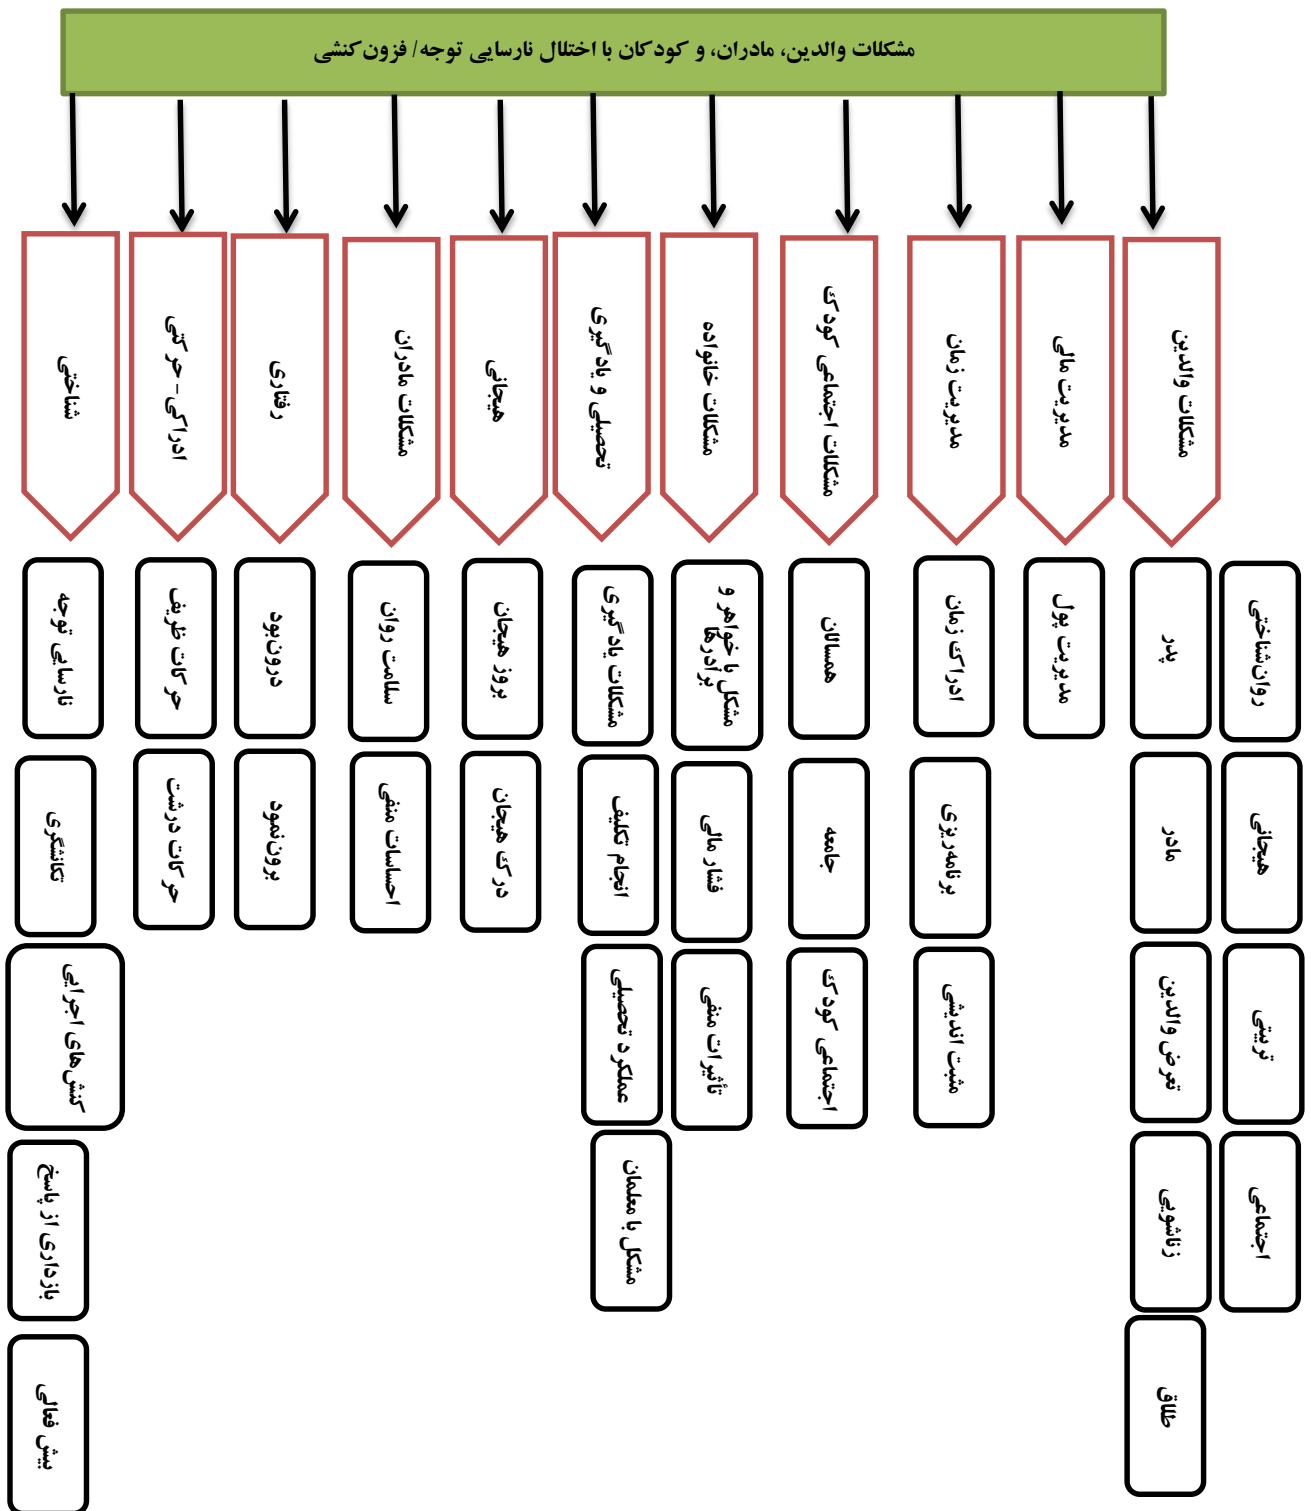 مشکلات والدین، مادران، و کودکان با اختلال نارسایی توجه/ فزون‌کنشی
مشکلات والدین
مدیریت مالی
مدیریت زمان
مشکلات اجتماعی کودک
مشکلات خانواده
تحصیلی و یادگیری
هیجانی
مشکلات مادران
رفتاری
ادراکی - حرکتی
شناختی
روان‌شناختی
هیجانی
تربیتی
اجتماعی
پدر
مادر
تعرض والدین
زناشویی
طلاق
مدیریت پول
ادراک زمان
برنامه‌ریزی
مثبت اندیشی
همسالان
جامعه
اجتماعی کودک
مشکل با خواهر و
برادرها
فشار مالی
تأثیرات منفی
مشکلات یادگیری
انجام تکلیف
عملکرد تحصیلی
مشکل با معلمان
بروز هیجان
درک هیجان
سلامت روان
احساسات منفی
درون‌بود
برون‌نمود
حرکات ظریف
حرکات درشت
نارسایی توجه
تکانشگری
کنش‌های اجرایی
بازداری از پاسخ
بیش فعالی